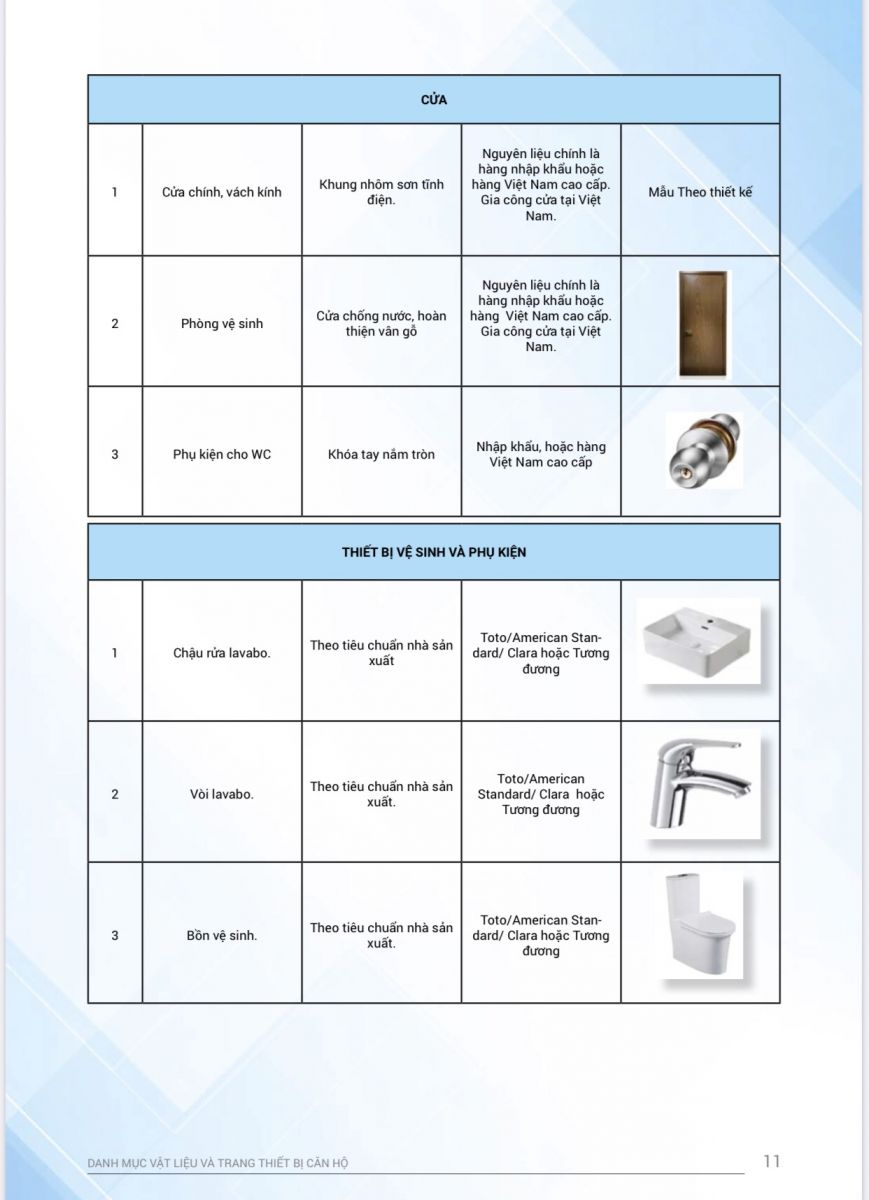 CỬA
1
Cửa chính, vách kính
Khung nhôm sơn tĩnh
điện.
Nguyên liệu chính là
hàng nhập khẩu hoặc
hàng Việt Nam cao cấp.
Gia công cửa tại Việt
Nam.
Mẫu Theo thiết kế
2
Phòng vệ sinh
Cửa chống nước, hoàn
thiện vân gỗ
Nguyên liệu chính là
hàng nhập khẩu hoặc
hàng Việt Nam cao cấp.
Gia công cửa tại Việt
Nam.
3
Phụ kiện cho WC
Khóa tay nắm tròn
Nhập khẩu, hoặc hàng
Việt Nam cao cấp
THIẾT BỊ VỆ SINH VÀ PHỤ KIỆN
1
Chậu rửa lavabo.
Theo tiêu chuẩn nhà sản
xuất
Toto/American Stan-
dard/ Clara hoặc Tương
đương
2
Vòi lavabo.
Theo tiêu chuẩn nhà sản
xuất.
Toto/American
Standard/ Clara hoặc
Tương đương
3
Bồn vệ sinh.
Theo tiêu chuẩn nhà sản
xuất.
Toto/American Stan-
dard/ Clara hoặc Tương
đương
DANH MỤC VẬT LIỆU VÀ TRANG THIẾT BỊ CĂN HỘ
11